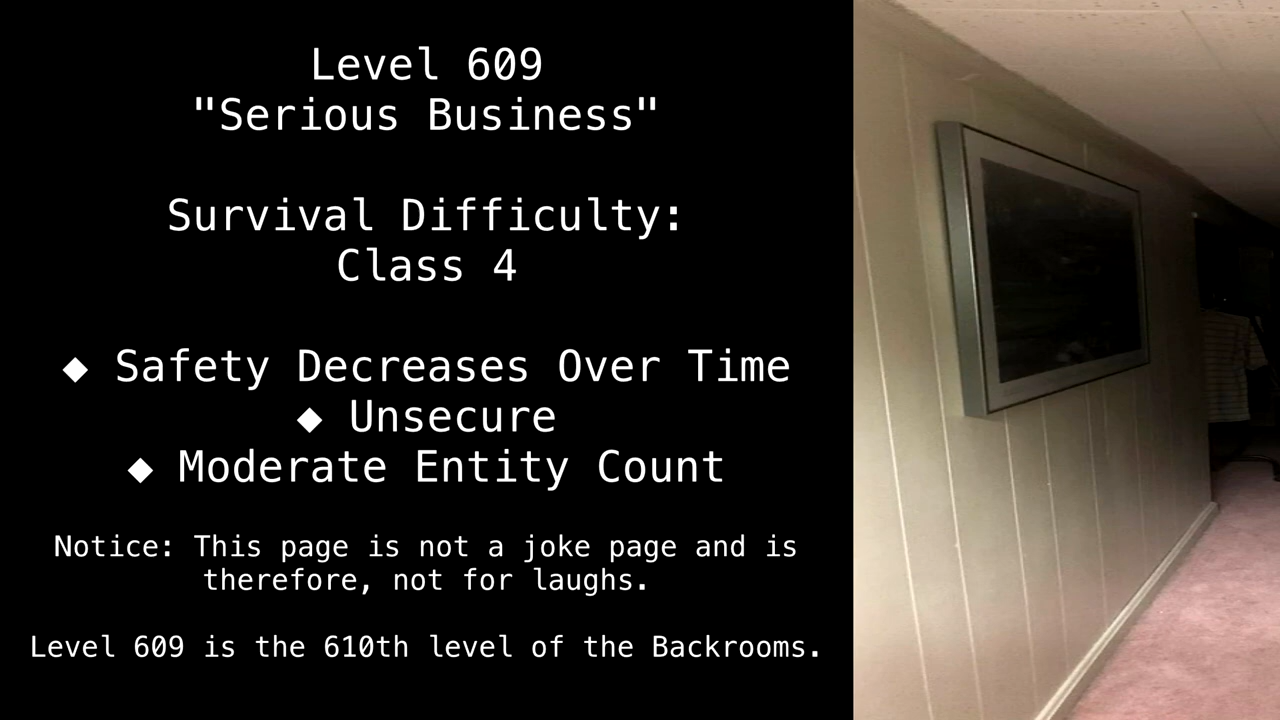 Level 609
"Serious Business"
Survival Difficulty:
Class 4
◆ Safety Decreases Over Time
◆ Unsecure
◆ Moderate Entity Count
Notice: This page is not a joke page and is
therefore, not for laughs.
Level 609 is the 610th level of the Backrooms.